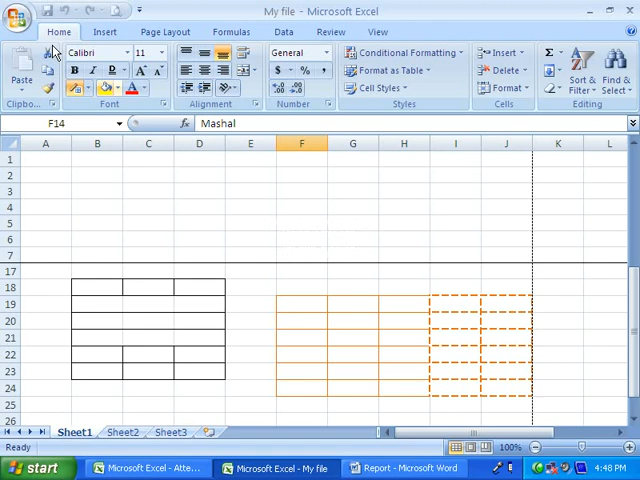 My file - Microsoft Excel
Home Insert Page Layout Formulas Data Review View
Paste
Calibri 11
B I D A A
A
General
$ % ,
Conditional Formatting
Format as Table
Cell Styles
Insert
Delete
Format
Σ
Sort & Filter
Find & Select
Clipboa... Font Alignment Number Styles Cells Editing
F14 fx Mashal
A B C D E F G H I J K L
1
2
3
4
5
6
7
17
18
19
20
21
22
23
24
25
26
Sheet1 Sheet2 Sheet3
Ready 100%
start Microsoft Excel - Atte... Microsoft Excel - My file Report - Microsoft Word 4:48 PM